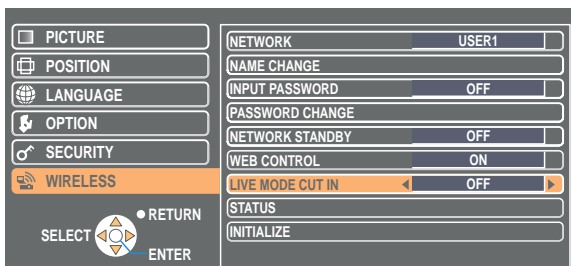 PICTURE
POSITION
LANGUAGE
OPTION
SECURITY
WIRELESS
RETURN
SELECT
ENTER
NETWORK USER1
NAME CHANGE
INPUT PASSWORD OFF
PASSWORD CHANGE
NETWORK STANDBY OFF
WEB CONTROL ON
LIVE MODE CUT IN OFF
STATUS
INITIALIZE